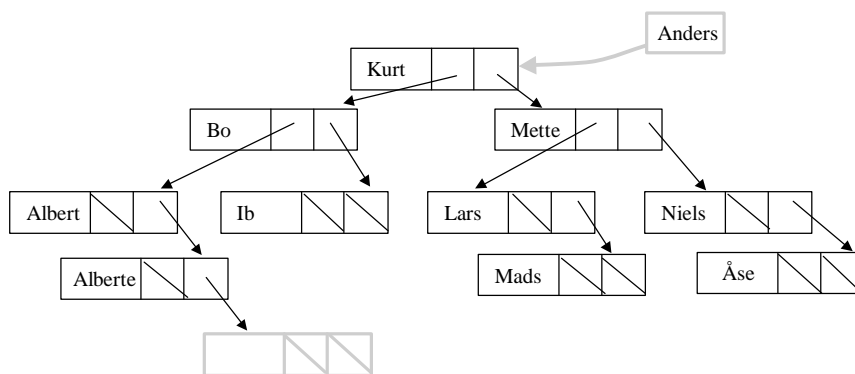 Anders
Kurt
Bo
Mette
Albert
Ib
Lars
Niels
Alberte
Mads
Åse